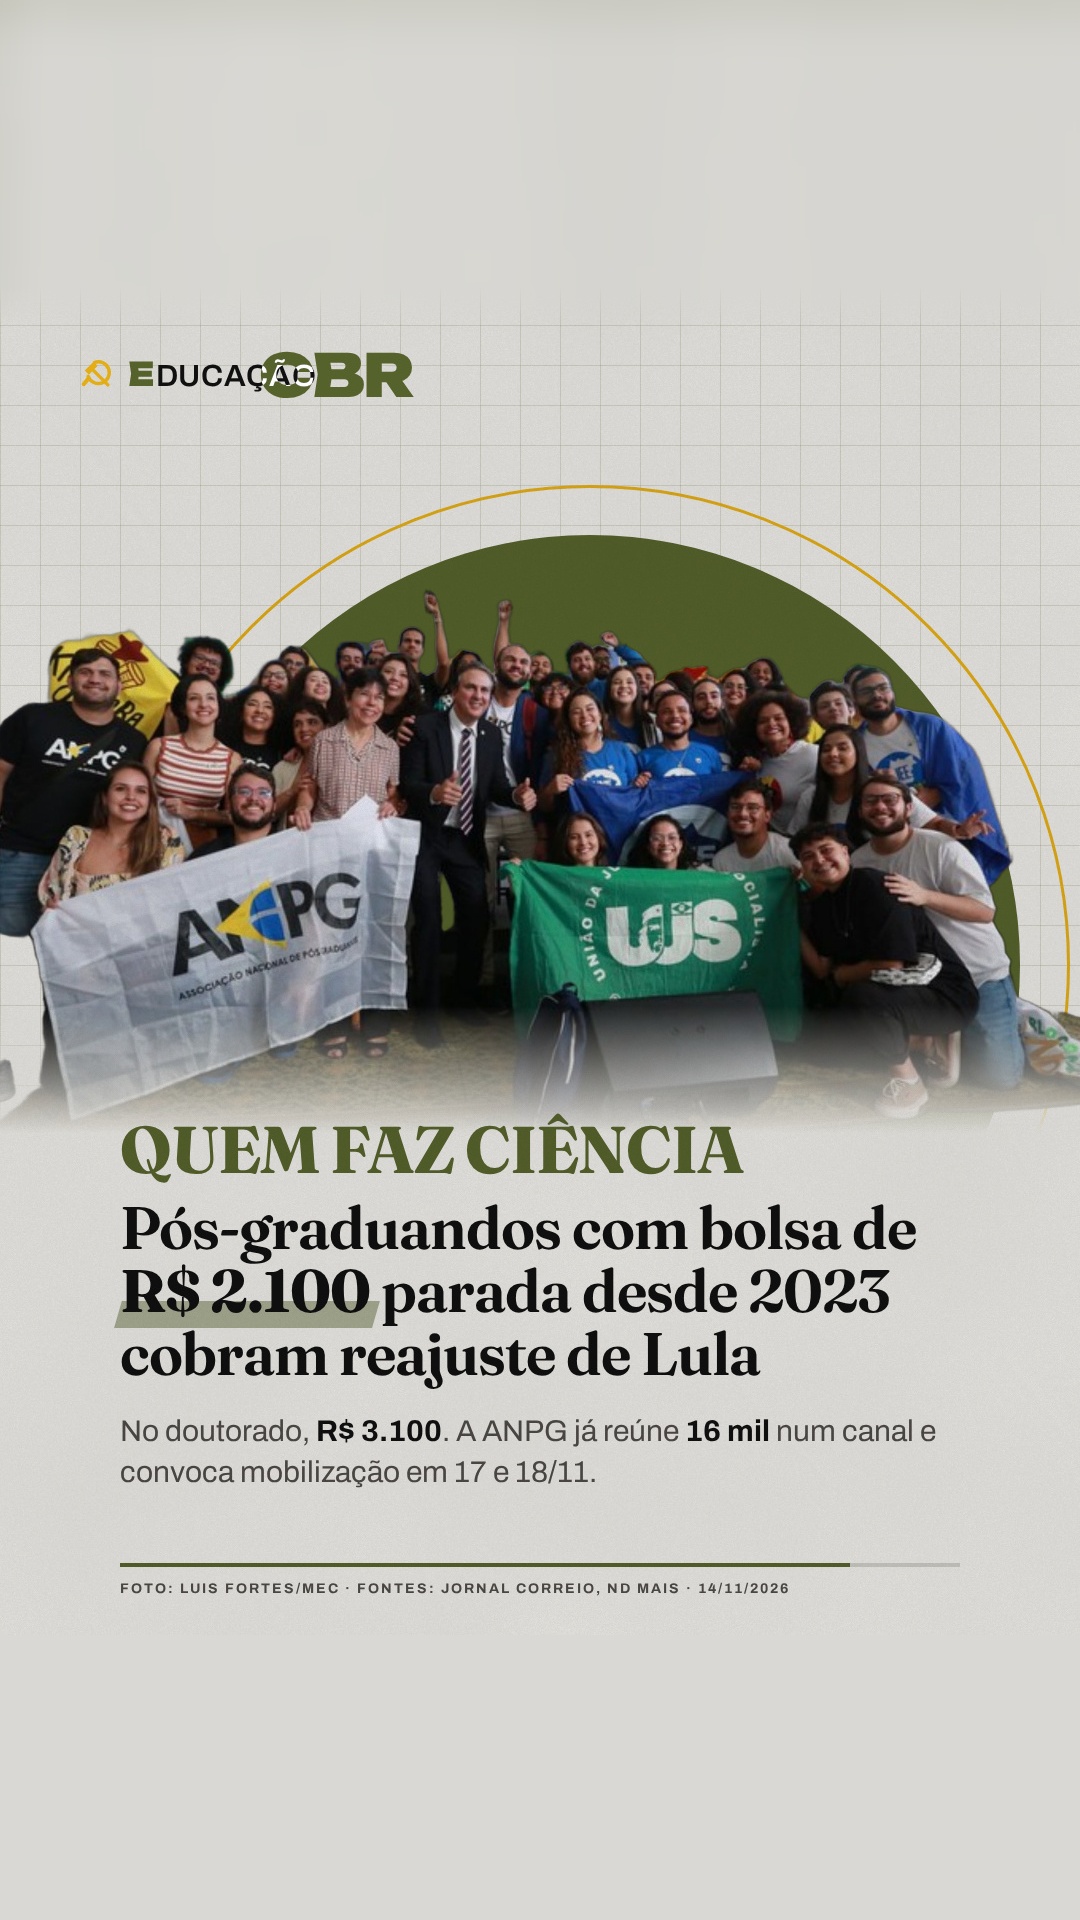 EDUCAÇÃO BR
ANPG
ANPG
ASSOCIAÇÃO NACIONAL DE PÓS-GRADUANDOS
UJS
QUEM FAZ CIÊNCIA
Pós-graduandos com bolsa de
R$ 2.100 parada desde 2023
cobram reajuste de Lula
No doutorado, R$ 3.100. A ANPG já reúne 16 mil num canal e
convoca mobilização em 17 e 18/11.
FOTO: LUIS FORTES/MEC · FONTES: JORNAL CORREIO, ND MAIS · 14/11/2026